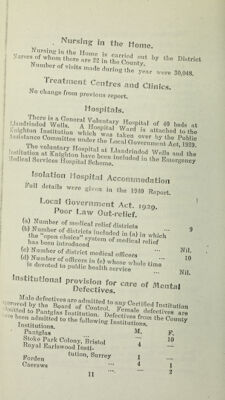 Nursing in the Home.
Nursing in the Home is carried out by the District
Nurses of whom there are 22 in the County.
Number of visits made during the year were 30,048.
Treatment Centres and Clinics.
No change from previous report.
Hospitals.
There is a General Voluntary Hospital of 40 beds at
Llandrindod Wells. A Hospital Ward is attached to the
Knighton Institution which was taken over by the Public
Assistance Committee under the Local Government Act, 1929.
The voluntary Hospital at Llandrindod Wells and the
Institution at Knighton have been included in the Emergency
Medical Services Hospital Scheme.
Isolation Hospital Accommodation
Full details were given in the 1940 Report.
Local Government Act. 1929.
Poor Law Out-relief.
(a) Number of medical relief districts ... 9
(b) Number of districts included in (a) in which
the "open choice" system of medical relief
has been introduced ... Nil.
(c) Number of district medical officers ... 10
(d) Number of officers in (c) whose whole time
is devoted to public health service ... Nil.
Institutional provision for care of Mental
Defectives.
Male defectives are admitted to any Certified Institution
approved by the Board of Control. Female defectives are
admitted to Pantglas Institution. Defectives from the County
have been admitted to the following Institutions.
Institutions. M. F.
Pantglas ... — 10
Stoke Park Colony, Bristol 4 —
Royal Earlswood Insti-
tution, Surrey 1 —
Forden ... 4 1
Caersws ... — 2
11